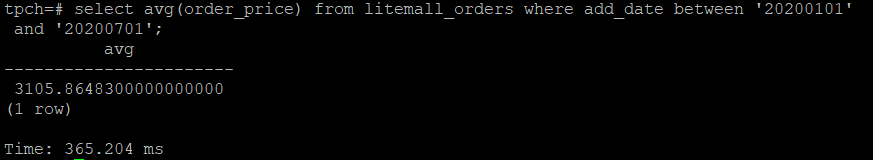 tpch=# select avg(order_price) from litemall_orders where add_date between '20200101'
 and '20200701';
          avg
-----------------------
 3105.8648300000000000
(1 row)

Time: 365.204 ms